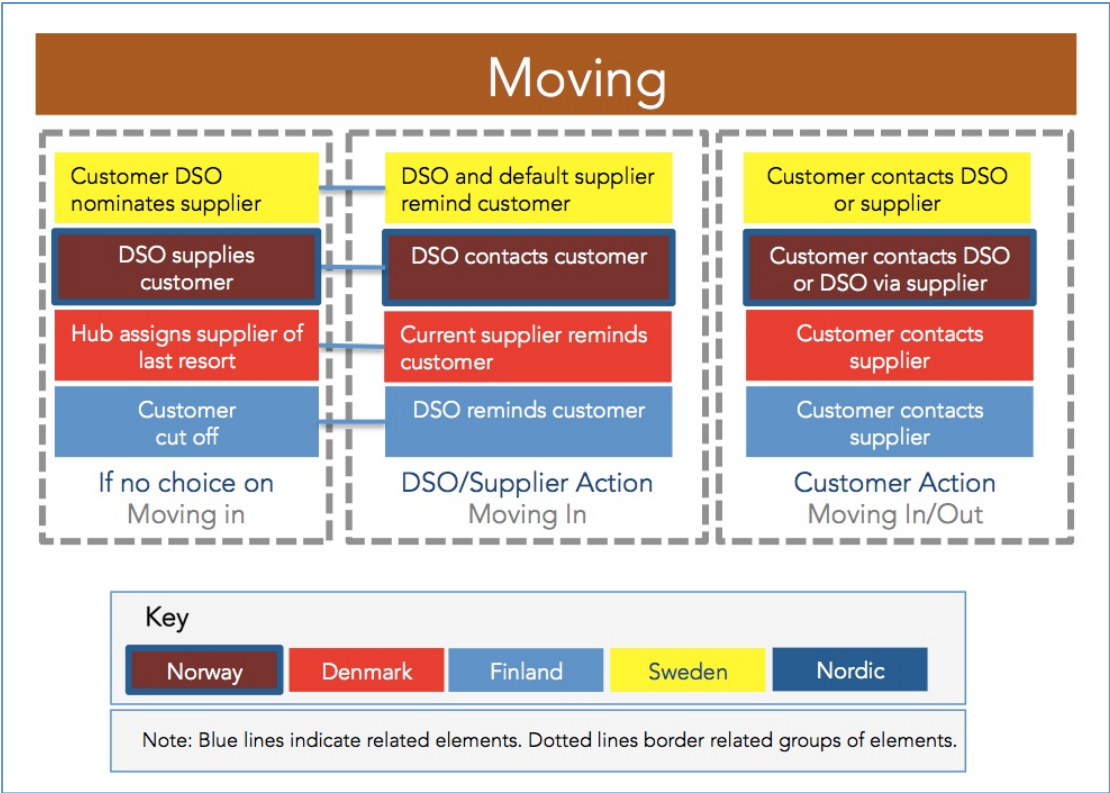 Moving
Customer DSO
nominates supplier
DSO supplies
customer
Hub assigns supplier of
last resort
Customer
cut off
If no choice on
Moving in
DSO and default supplier
remind customer
DSO contacts customer
Current supplier reminds
customer
DSO reminds customer
DSO/Supplier Action
Moving In
Customer contacts DSO
or supplier
Customer contacts DSO
or DSO via supplier
Customer contacts
supplier
Customer contacts
supplier
Customer Action
Moving In/Out
Key
Norway
Denmark
Finland
Sweden
Nordic
Note: Blue lines indicate related elements. Dotted lines border related groups of elements.